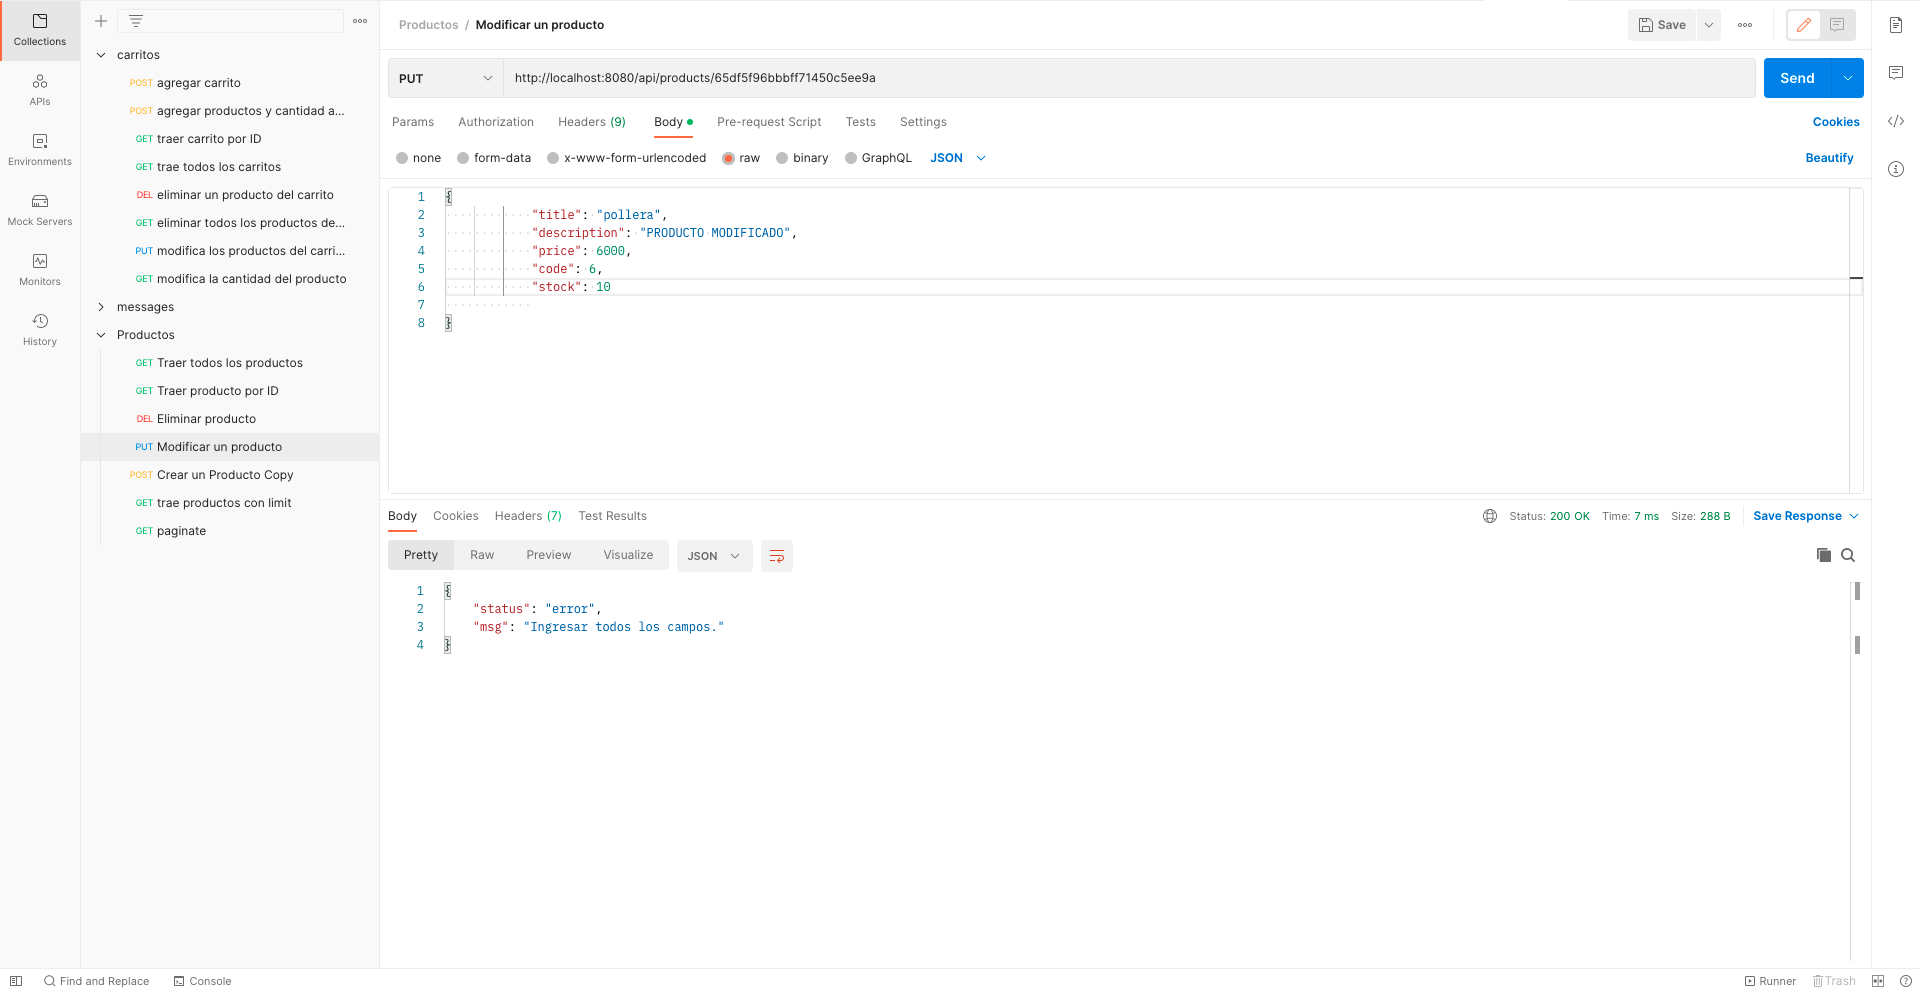 Collections
APIs
Environments
Mock Servers
Monitors
History
carritos
POST agregar carrito
POST agregar productos y cantidad a...
GET traer carrito por ID
GET trae todos los carritos
DEL eliminar un producto del carrito
GET eliminar todos los productos de...
PUT modifica los productos del carri...
GET modifica la cantidad del producto
messages
Productos
GET Traer todos los productos
GET Traer producto por ID
DEL Eliminar producto
PUT Modificar un producto
POST Crear un Producto Copy
GET trae productos con limit
GET paginate
Productos / Modificar un producto
Save
PUT http://localhost:8080/api/products/65df5f96bbbff71450c5ee9a
Send
Params Authorization Headers (9) Body Pre-request Script Tests Settings Cookies
none form-data x-www-form-urlencoded raw binary GraphQL JSON Beautify
1 {
2 "title": "pollera",
3 "description": "PRODUCTO MODIFICADO",
4 "price": 6000,
5 "code": 6,
6 "stock": 10
7
8 }
Body Cookies Headers (7) Test Results Status: 200 OK Time: 7 ms Size: 288 B Save Response
Pretty Raw Preview Visualize JSON
1 {
2 "status": "error",
3 "msg": "Ingresar todos los campos."
4 }
Find and Replace Console Runner Trash